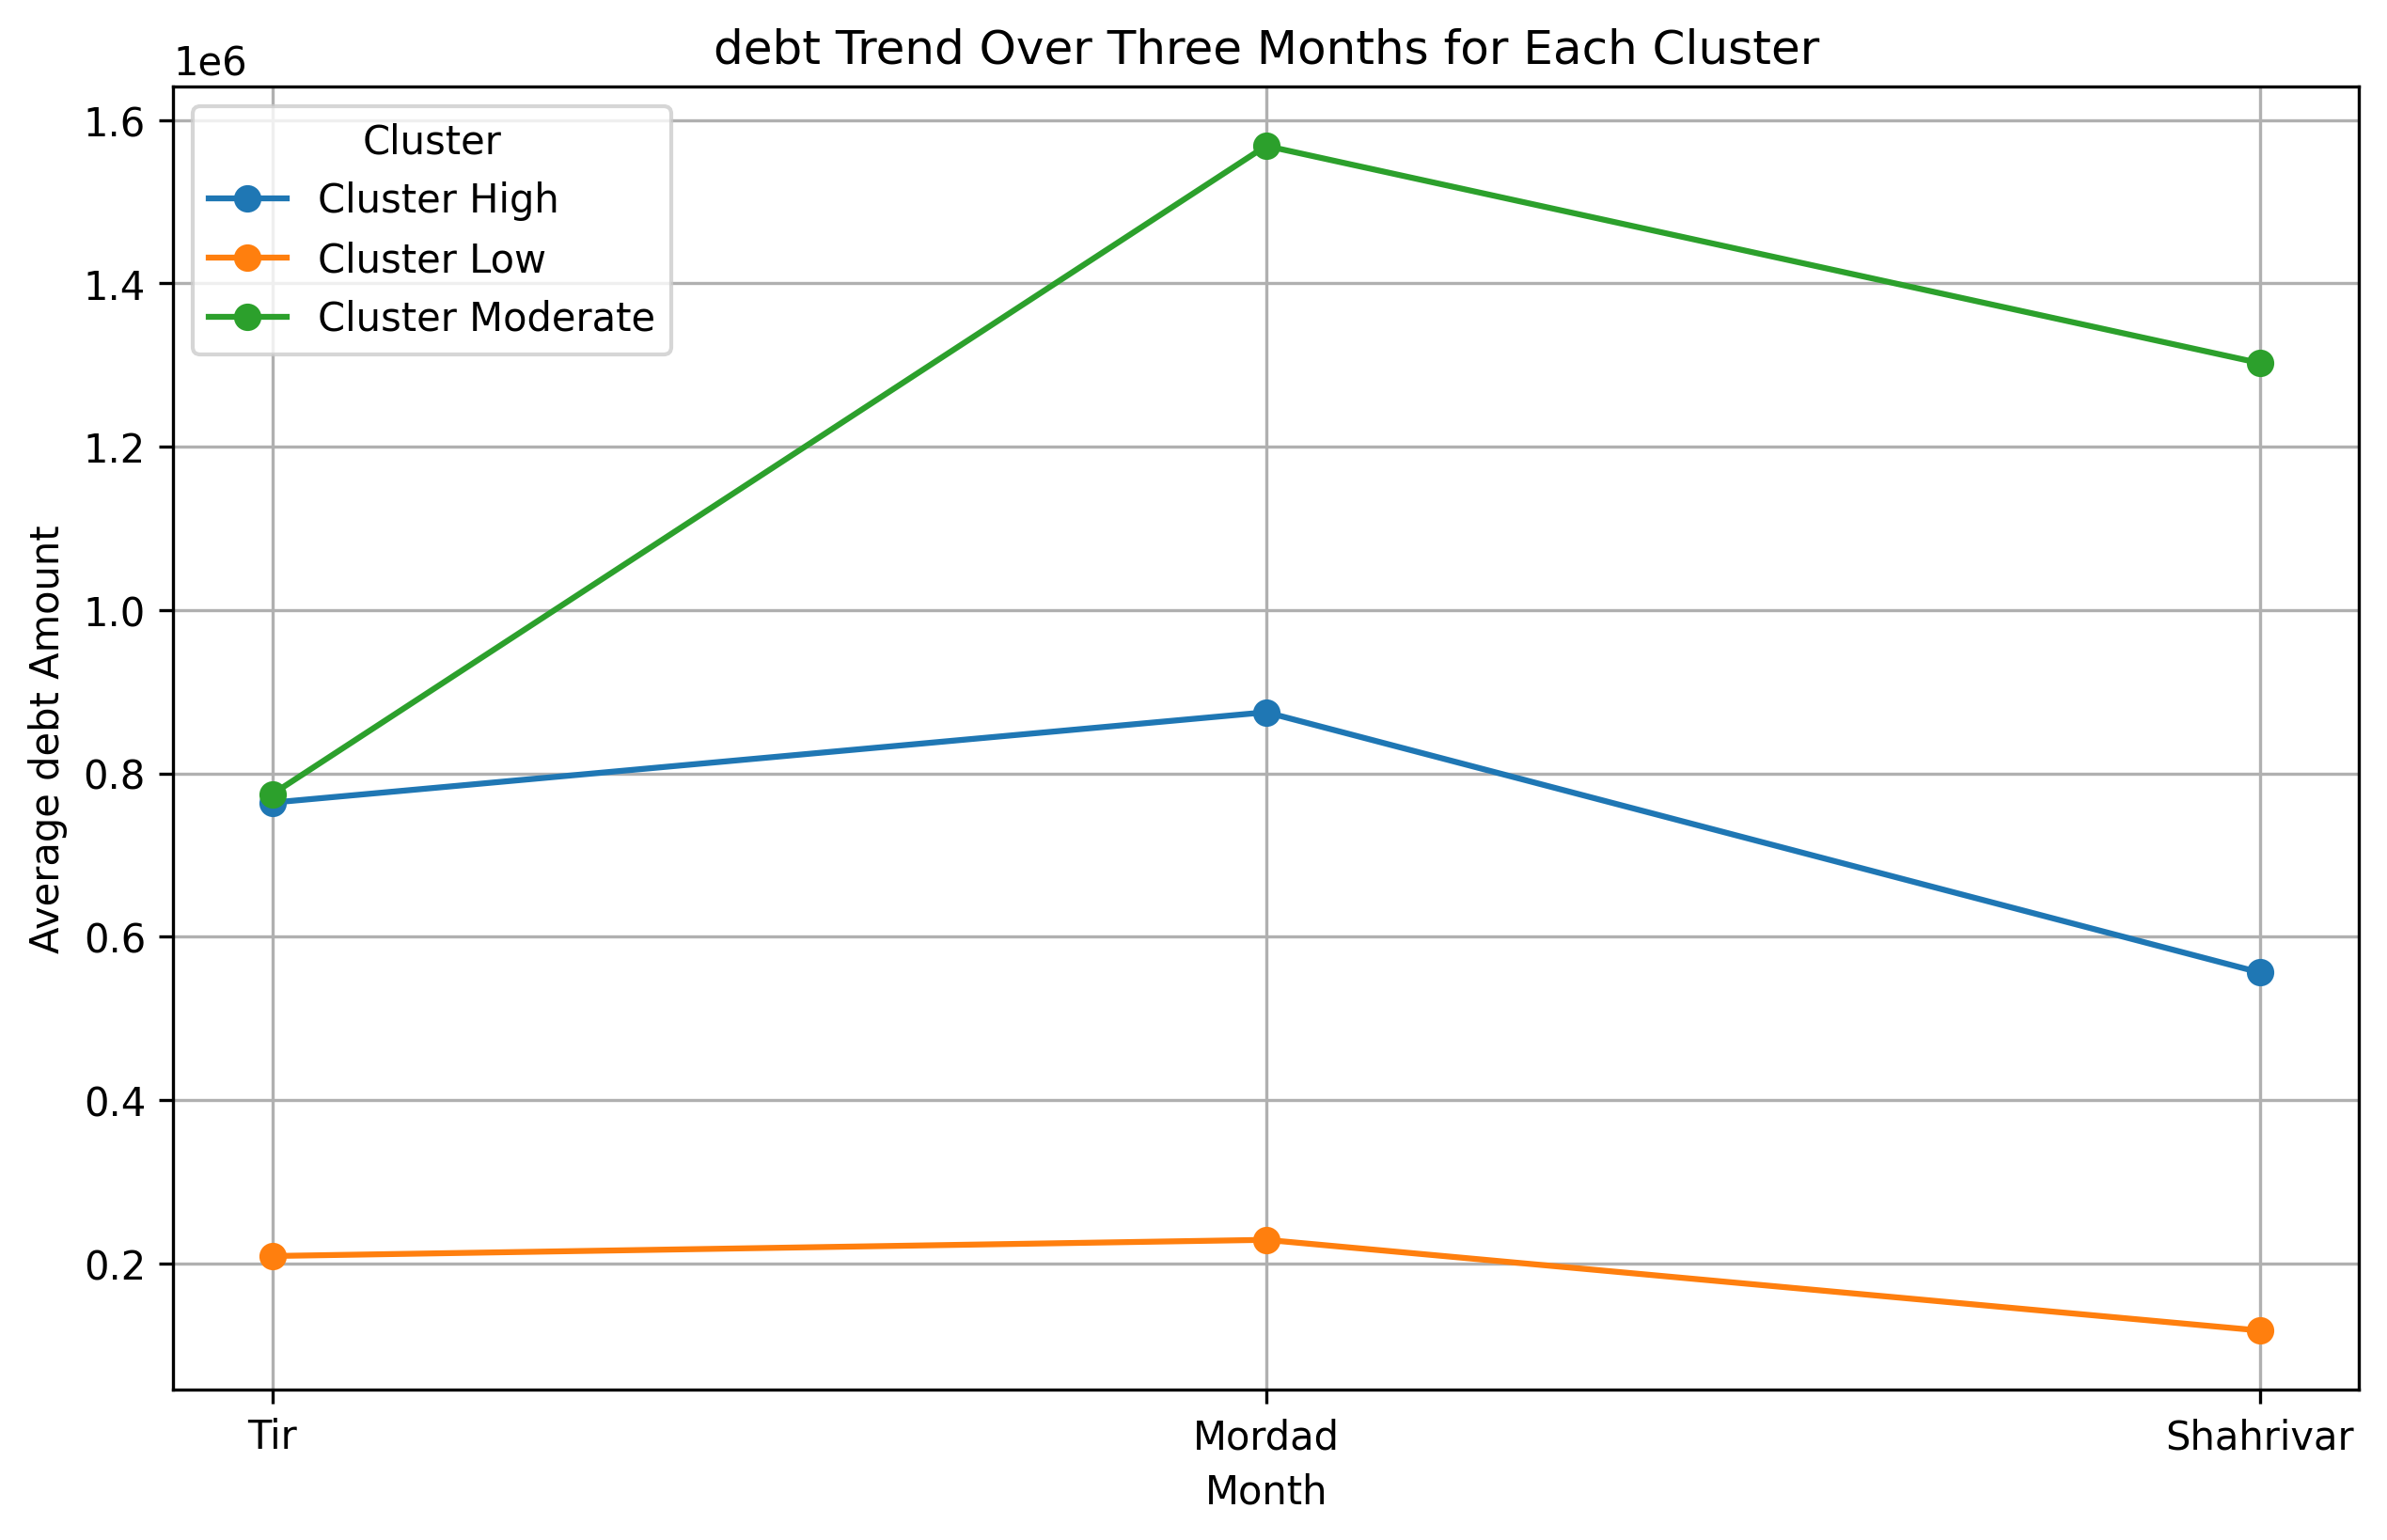 debt Trend Over Three Months for Each Cluster
1e6
1.6
1.4
1.2
1.0
0.8
0.6
0.4
0.2
Average debt Amount
Cluster
Cluster High
Cluster Low
Cluster Moderate
Tir
Mordad
Shahrivar
Month